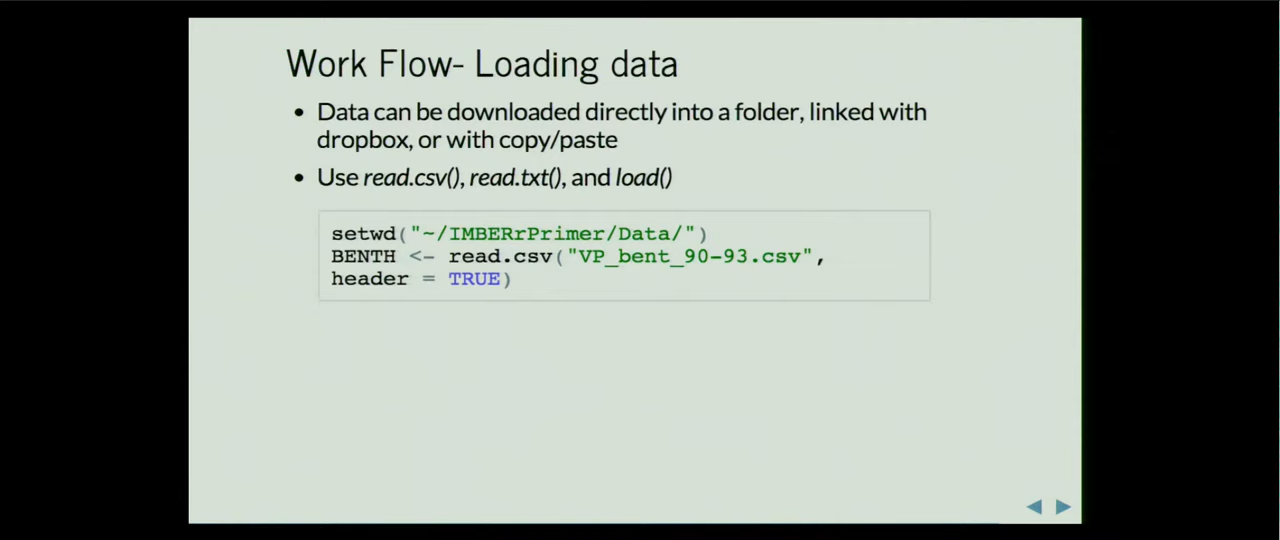 Work Flow- Loading data
• Data can be downloaded directly into a folder, linked with
dropbox, or with copy/paste
• Use read.csv(), read.txt(), and load()
setwd("~/IMBERrPrimer/Data/")
BENTH <- read.csv("VP_bent_90-93.csv",
header = TRUE)